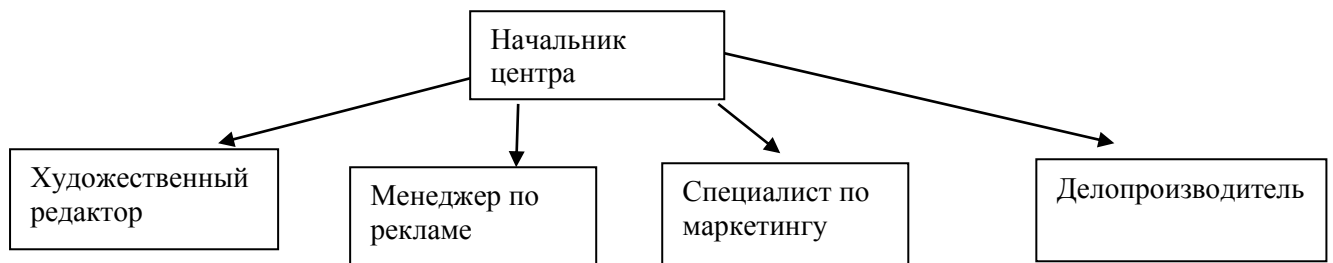 Начальник
центра
Художественный
редактор
Менеджер по
рекламе
Специалист по
маркетингу
Делопроизводитель